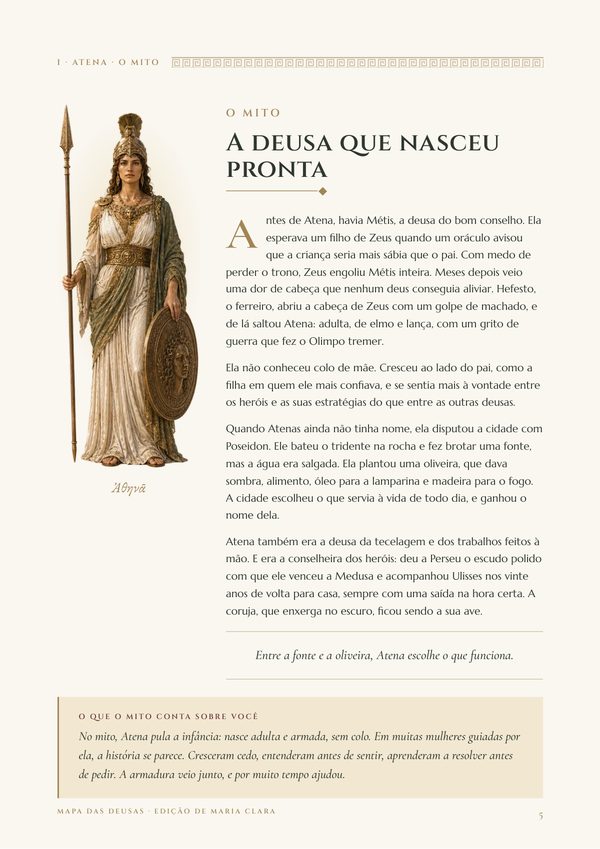 I · ATENA · O MITO
O MITO
A DEUSA QUE NASCEU
PRONTA
Antes de Atena, havia Métis, a deusa do bom conselho. Ela
esperava um filho de Zeus quando um oráculo avisou
que a criança seria mais sábia que o pai. Com medo de
perder o trono, Zeus engoliu Métis inteira. Meses depois veio
uma dor de cabeça que nenhum deus conseguia aliviar. Hefesto,
o ferreiro, abriu a cabeça de Zeus com um golpe de machado, e
de lá saltou Atena: adulta, de elmo e lança, com um grito de
guerra que fez o Olimpo tremer.
Ela não conheceu colo de mãe. Cresceu ao lado do pai, como a
filha em quem ele mais confiava, e se sentia mais à vontade entre
os heróis e as suas estratégias do que entre as outras deusas.
Quando Atenas ainda não tinha nome, ela disputou a cidade com
Poseidon. Ele bateu o tridente na rocha e fez brotar uma fonte,
mas a água era salgada. Ela plantou uma oliveira, que dava
sombra, alimento, óleo para a lamparina e madeira para o fogo.
A cidade escolheu o que servia à vida de todo dia, e ganhou o
nome dela.
Atena também era a deusa da tecelagem e dos trabalhos feitos à
mão. E era a conselheira dos heróis: deu a Perseu o escudo polido
com que ele venceu a Medusa e acompanhou Ulisses nos vinte
anos de volta para casa, sempre com uma saída na hora certa. A
coruja, que enxerga no escuro, ficou sendo a sua ave.
Entre a fonte e a oliveira, Atena escolhe o que funciona.
Ἀθηνᾶ
O QUE O MITO CONTA SOBRE VOCÊ
No mito, Atena pula a infância: nasce adulta e armada, sem colo. Em muitas mulheres guiadas por
ela, a história se parece. Cresceram cedo, entenderam antes de sentir, aprenderam a resolver antes
de pedir. A armadura veio junto, e por muito tempo ajudou.
MAPA DAS DEUSAS · EDIÇÃO DE MARIA CLARA
5